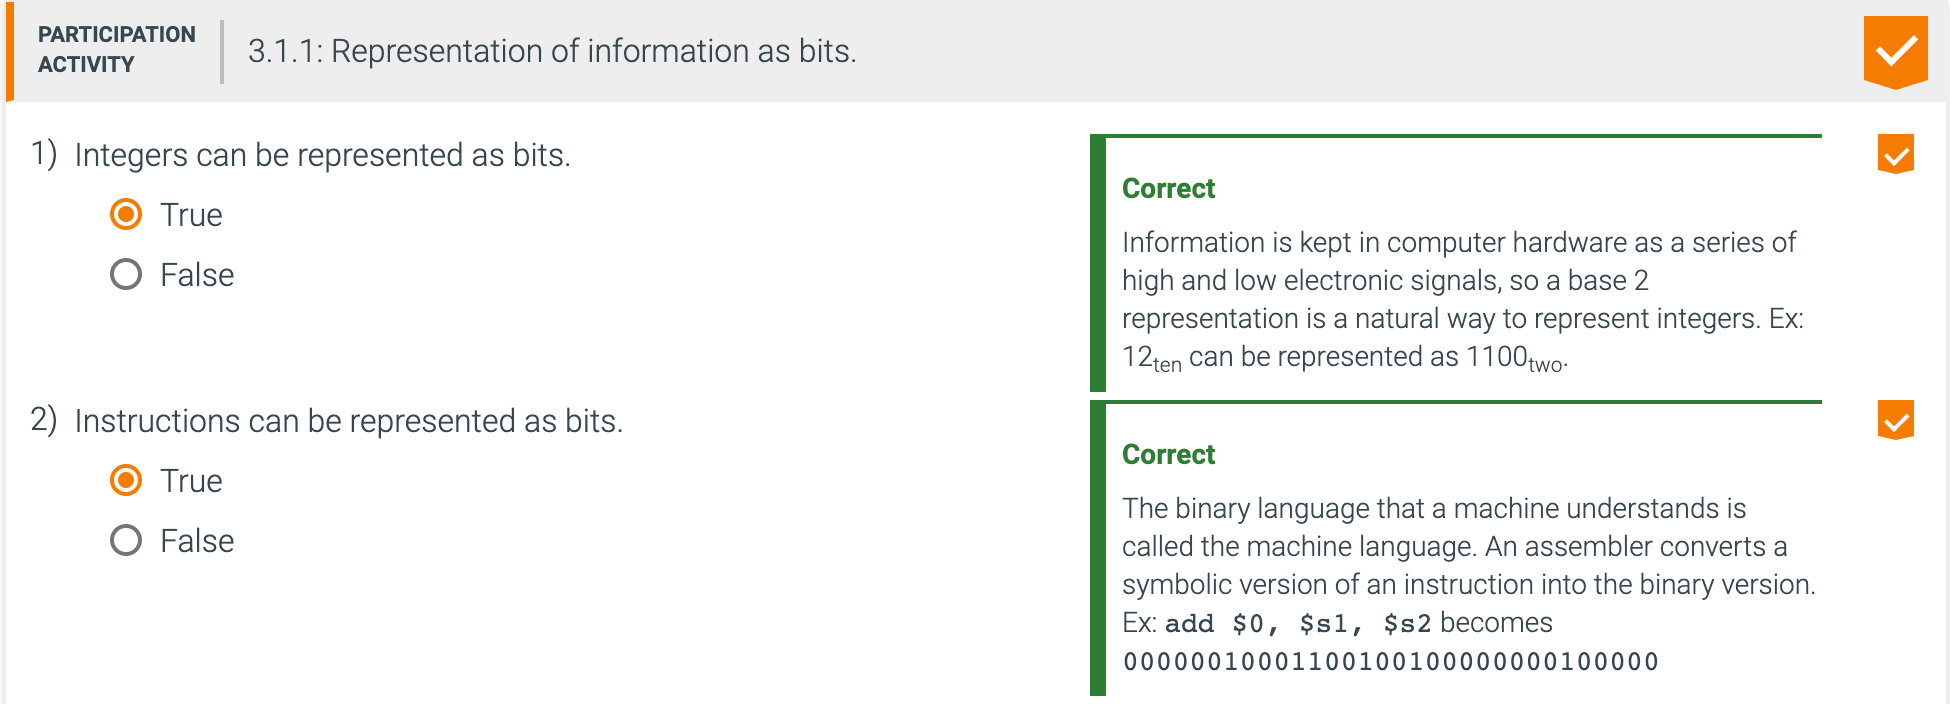 PARTICIPATION
ACTIVITY
3.1.1: Representation of information as bits.
1) Integers can be represented as bits.
True
False
Correct
Information is kept in computer hardware as a series of
high and low electronic signals, so a base 2
representation is a natural way to represent integers. Ex:
12ten can be represented as 1100two.
2) Instructions can be represented as bits.
True
False
Correct
The binary language that a machine understands is
called the machine language. An assembler converts a
symbolic version of an instruction into the binary version.
Ex: add $0, $s1, $s2 becomes
00000010001100100100000000100000